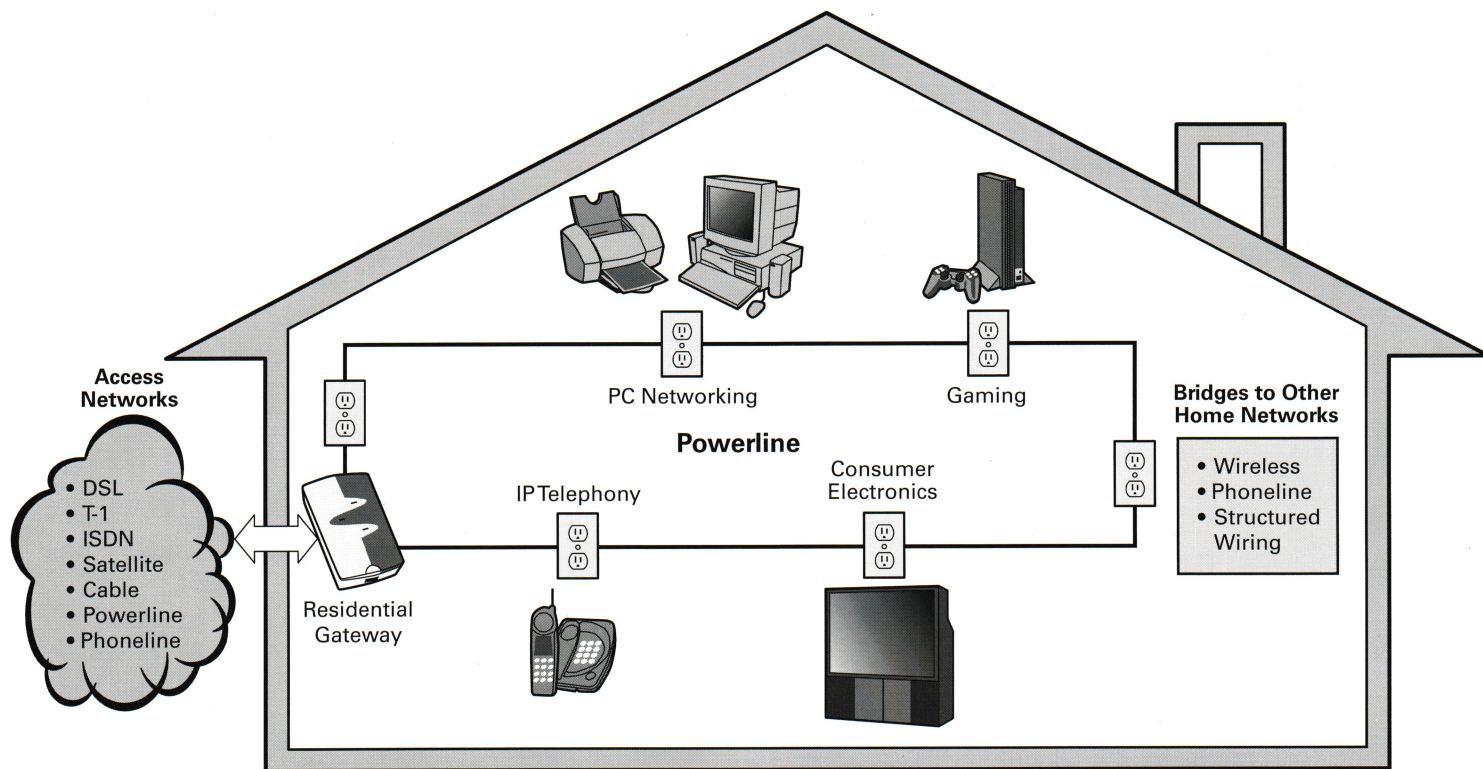 Access
Networks
• DSL
• T-1
• ISDN
• Satellite
• Cable
• Powerline
• Phoneline
Residential
Gateway
PC Networking
Gaming
Powerline
IP Telephony
Consumer
Electronics
Bridges to Other
Home Networks
• Wireless
• Phoneline
• Structured
Wiring